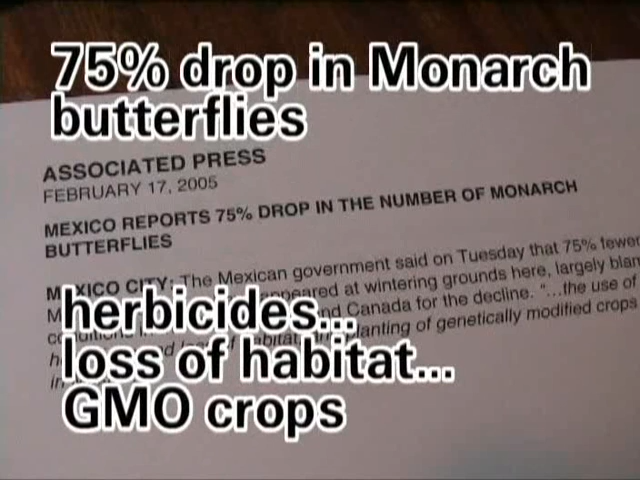 75% drop in Monarch
butterflies
ASSOCIATED PRESS
FEBRUARY 17, 2005
MEXICO REPORTS 75% DROP IN THE NUMBER OF MONARCH
BUTTERFLIES
MEXICO CITY: The Mexican government said on Tuesday that 75% fewer
appeared at wintering grounds here, largely
and Canada for the decline. "...the use of
planting of genetically modified crops
herbicides...
loss of habitat...
GMO crops